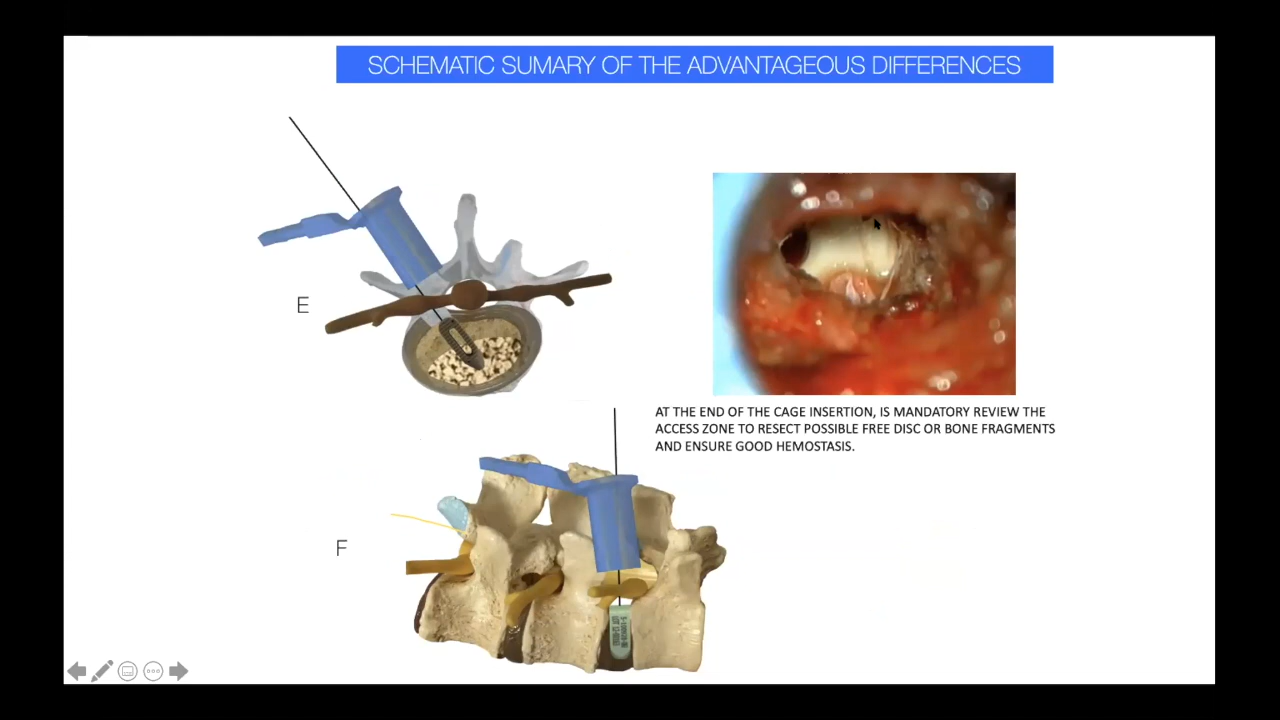 SCHEMATIC SUMARY OF THE ADVANTAGEOUS DIFFERENCES
E
AT THE END OF THE CAGE INSERTION, IS MANDATORY REVIEW THE
ACCESS ZONE TO RESECT POSSIBLE FREE DISC OR BONE FRAGMENTS
AND ENSURE GOOD HEMOSTASIS.
F